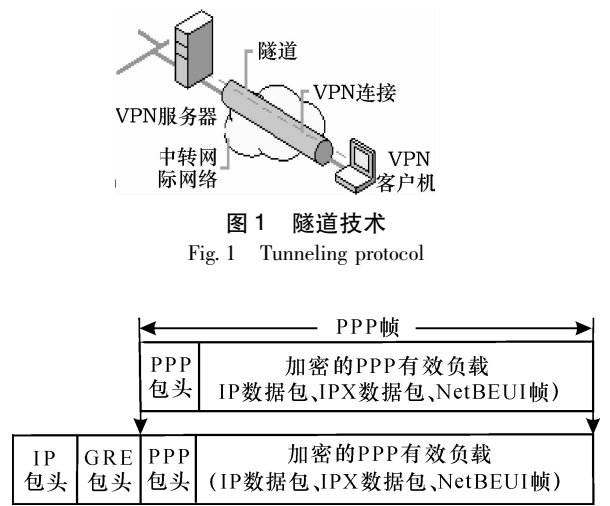 隧道
VPN连接
VPN服务器
中转网
际网络
VPN
客户机
图1 隧道技术
Fig. 1 Tunneling protocol
PPP帧
PPP
包头
加密的PPP有效负载
IP数据包、IPX数据包、NetBEUI帧)
IP
包头
GRE
包头
PPP
包头
加密的PPP有效负载
(IP数据包、IPX数据包、NetBEUI帧)